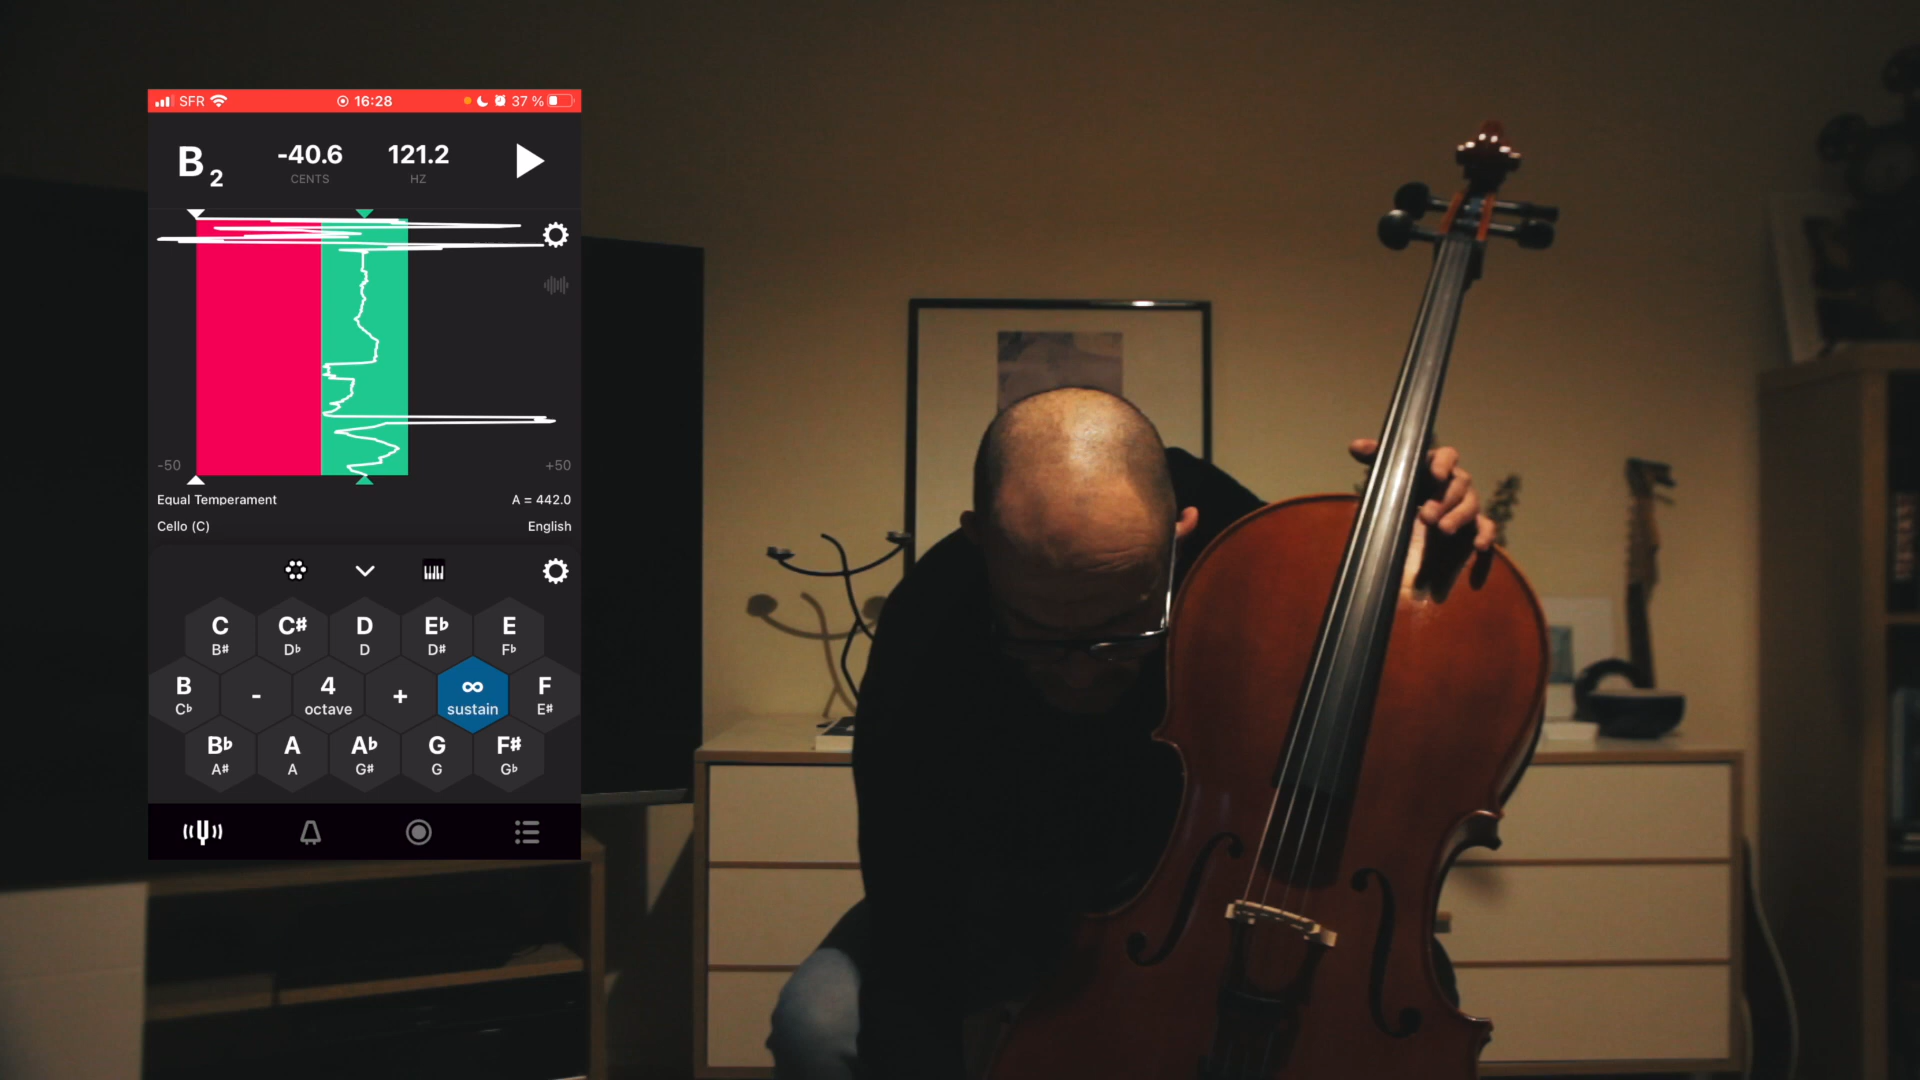 SFR 16:28 37 %
B2 -40.6 121.2
CENTS HZ
-50 +50
Equal Temperament A = 442.0
Cello (C) English
C C# D E♭ E
B# D♭ D D# F♭
B - 4 + ∞ F
C♭ octave sustain E#
B♭ A A♭ G F#
A# A G# G G♭